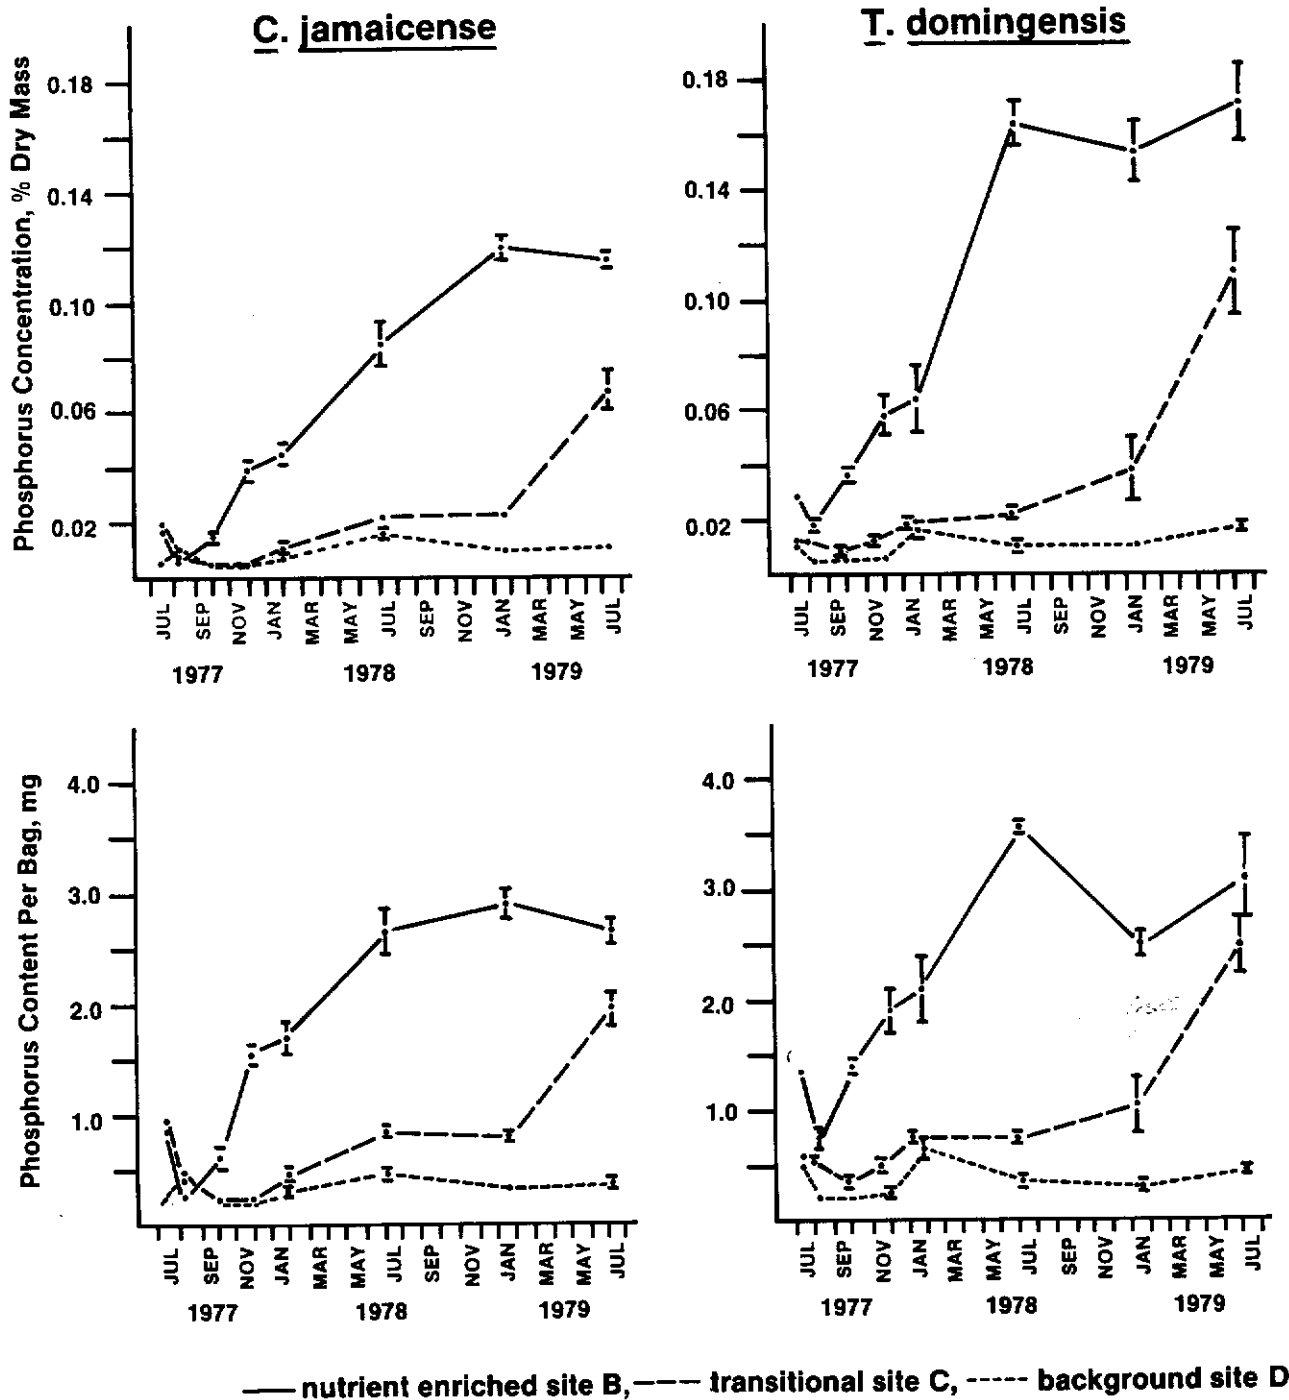 C. jamaicense
T. domingensis
Phosphorus Concentration, % Dry Mass
0.18
0.14
0.10
0.06
0.02
JUL SEP NOV JAN MAR MAY JUL SEP NOV JAN MAR MAY JUL
1977 1978 1979
0.18
0.14
0.10
0.06
0.02
JUL SEP NOV JAN MAR MAY JUL SEP NOV JAN MAR MAY JUL
1977 1978 1979
Phosphorus Content Per Bag, mg
4.0
3.0
2.0
1.0
JUL SEP NOV JAN MAR MAY JUL SEP NOV JAN MAR MAY JUL
1977 1978 1979
4.0
3.0
2.0
1.0
JUL SEP NOV JAN MAR MAY JUL SEP NOV JAN MAR MAY JUL
1977 1978 1979
nutrient enriched site B, transitional site C, background site D